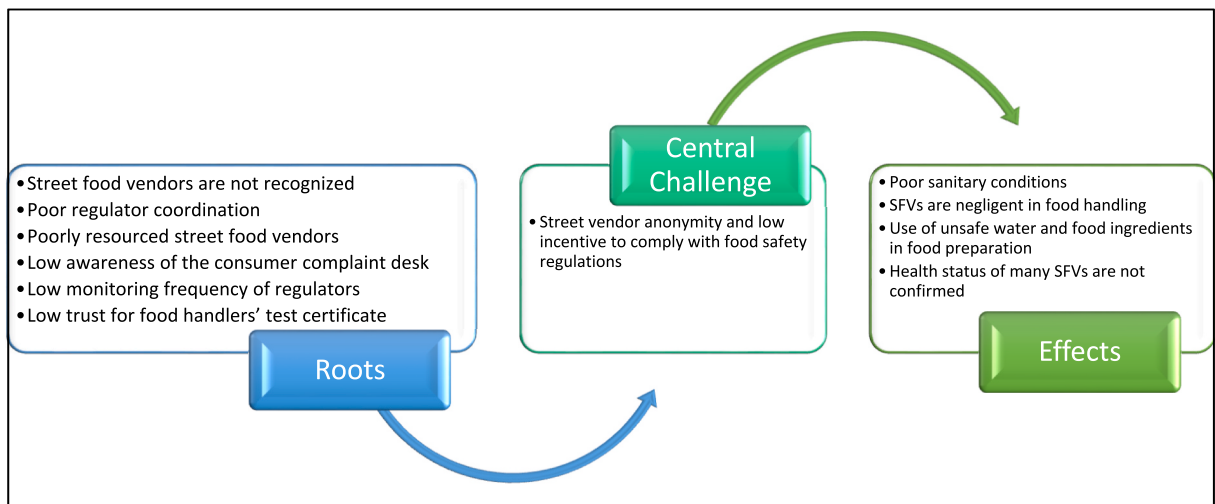 •Street food vendors are not recognized
•Poor regulator coordination
•Poorly resourced street food vendors
•Low awareness of the consumer complaint desk
•Low monitoring frequency of regulators
•Low trust for food handlers’ test certificate
Roots
Central
Challenge
• Street vendor anonymity and low
incentive to comply with food safety
regulations
• Poor sanitary conditions
• SFVs are negligent in food handling
• Use of unsafe water and food ingredients
in food preparation
• Health status of many SFVs are not
confirmed
Effects